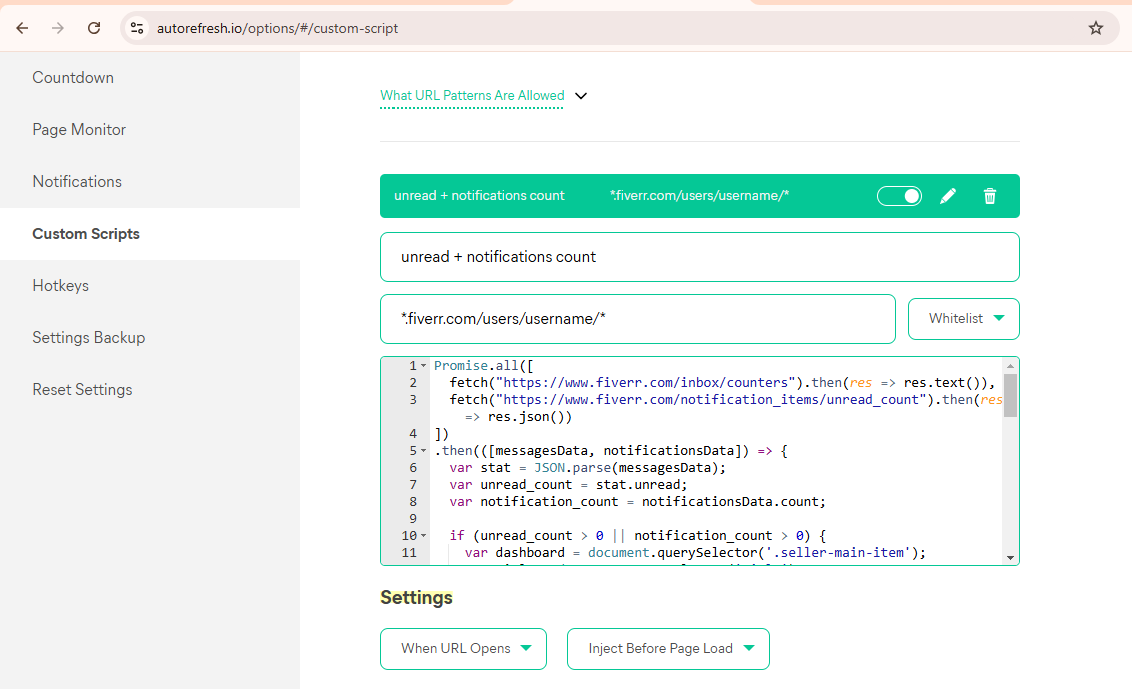 autorefresh.io/options/#/custom-script
Countdown
Page Monitor
Notifications
Custom Scripts
Hotkeys
Settings Backup
Reset Settings
What URL Patterns Are Allowed
unread + notifications count *.fiverr.com/users/username/*
unread + notifications count
*.fiverr.com/users/username/*
Whitelist
1 Promise.all([
2 fetch("https://www.fiverr.com/inbox/counters").then(res => res.text()),
3 fetch("https://www.fiverr.com/notification_items/unread_count").then(res
=> res.json())
4 ])
5 .then(([messagesData, notificationsData]) => {
6 var stat = JSON.parse(messagesData);
7 var unread_count = stat.unread;
8 var notification_count = notificationsData.count;
9
10 if (unread_count > 0 || notification_count > 0) {
11 var dashboard = document.querySelector('.seller-main-item');
Settings
When URL Opens
Inject Before Page Load